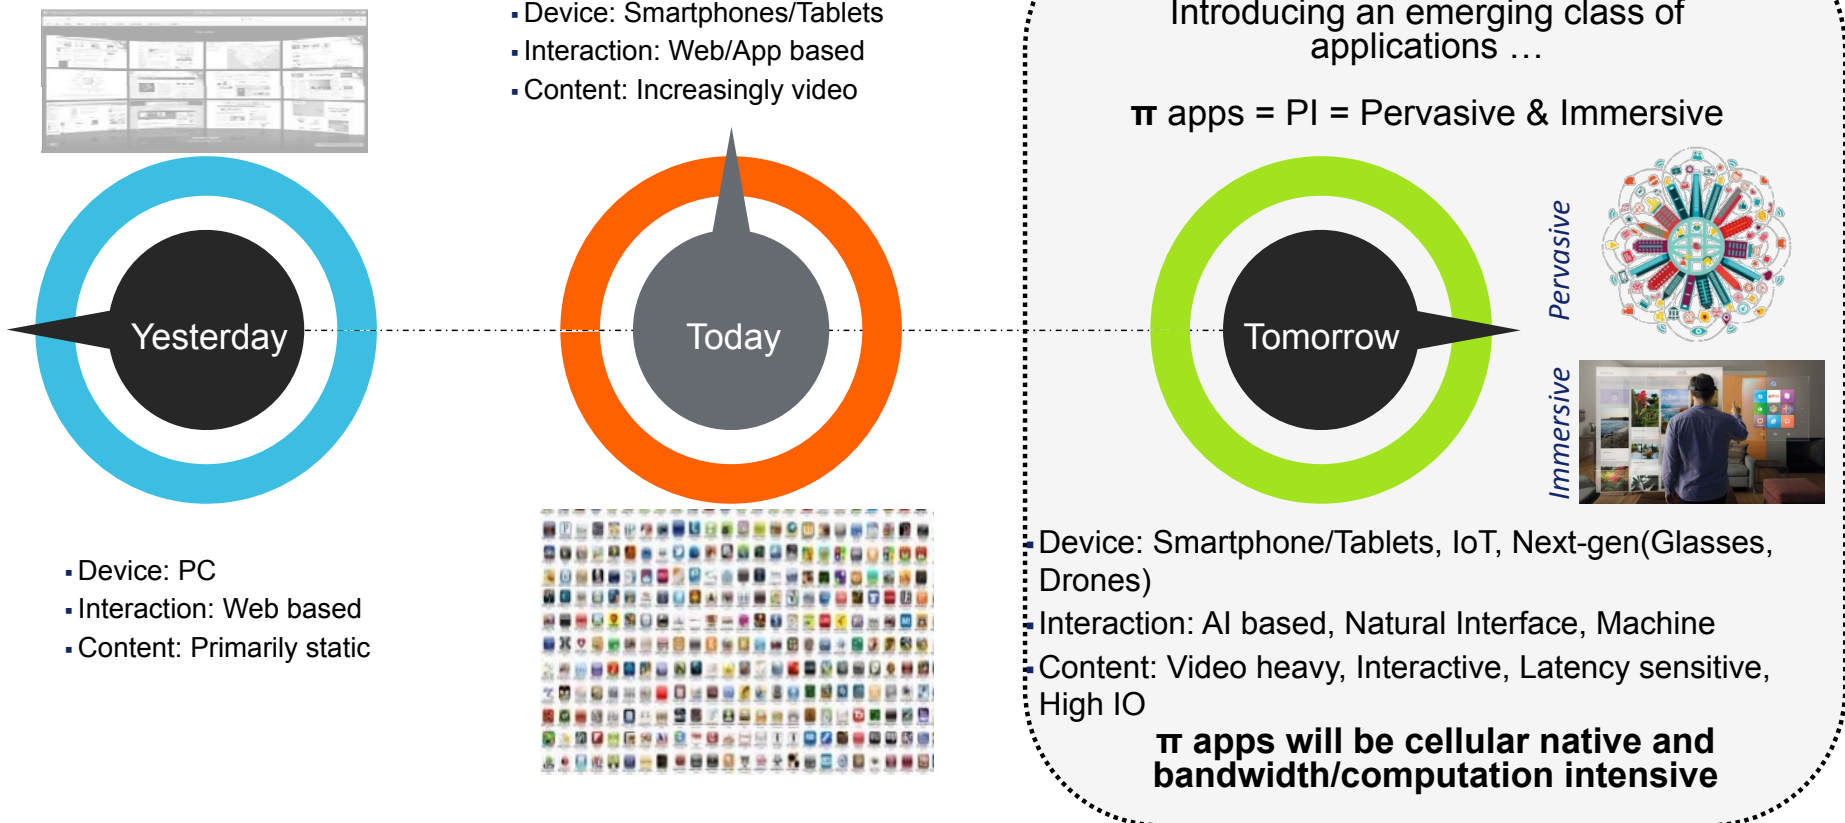 ▪ Device: Smartphones/Tablets
▪ Interaction: Web/App based
▪ Content: Increasingly video
Yesterday
▪ Device: PC
▪ Interaction: Web based
▪ Content: Primarily static
Today
Introducing an emerging class of
applications …
π apps = PI = Pervasive & Immersive
Tomorrow
Pervasive
Immersive
▪ Device: Smartphone/Tablets, IoT, Next-gen(Glasses,
Drones)
▪ Interaction: AI based, Natural Interface, Machine
▪ Content: Video heavy, Interactive, Latency sensitive,
High IO
π apps will be cellular native and
bandwidth/computation intensive